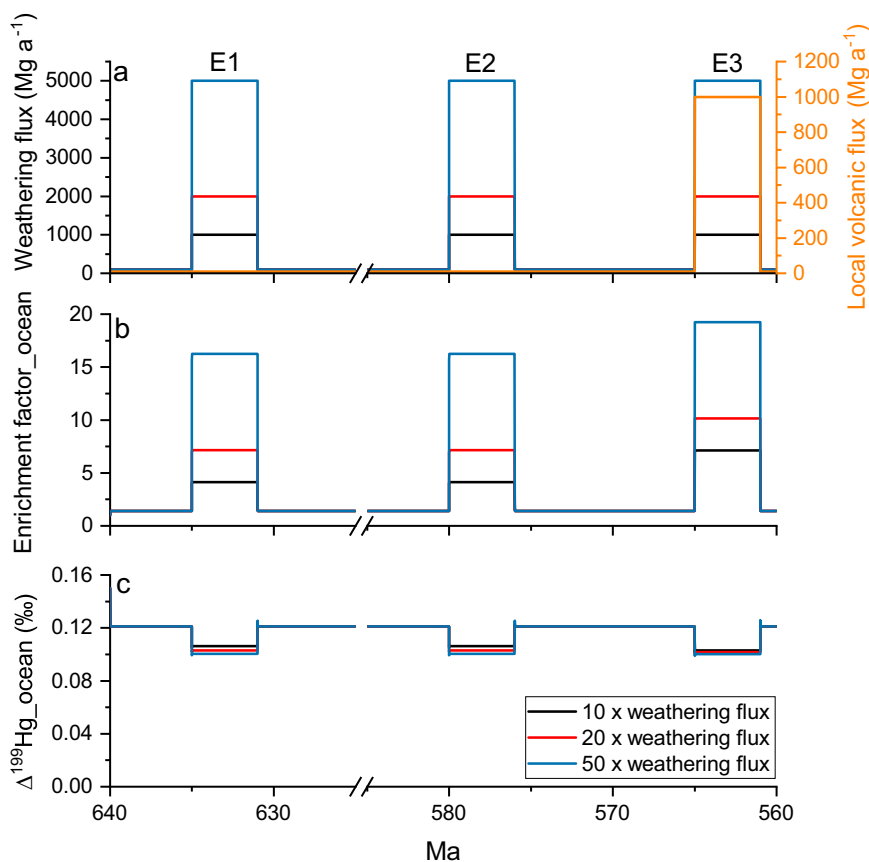 E1 E2 E3
a
Weathering flux (Mg a⁻¹)
5000
4000
3000
2000
1000
0
1200
1000
800
600
400
200
0
Local volcanic flux (Mg a⁻¹)
b
Enrichment factor_ocean
20
15
10
5
0
c
Δ¹⁹⁹Hg_ocean (‰)
0.16
0.12
0.08
0.04
0.00
10 x weathering flux
20 x weathering flux
50 x weathering flux
640 630 580 570 560
Ma